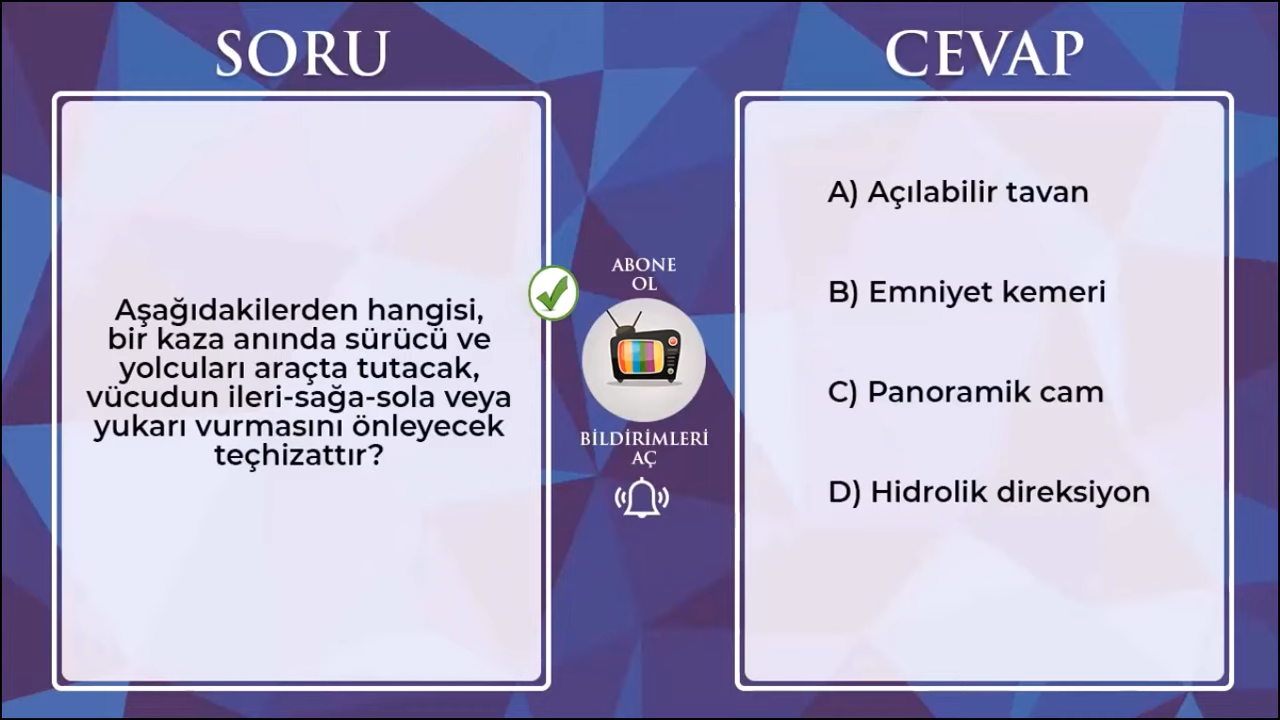 SORU
Aşağıdakilerden hangisi,
bir kaza anında sürücü ve
yolcuları araçta tutacak,
vücudun ileri-sağa-sola veya
yukarı vurmasını önleyecek
teçhizattır?
ABONE
OL
BİLDİRİMLERİ
AÇ
CEVAP
A) Açılabilir tavan
B) Emniyet kemeri
C) Panoramik cam
D) Hidrolik direksiyon